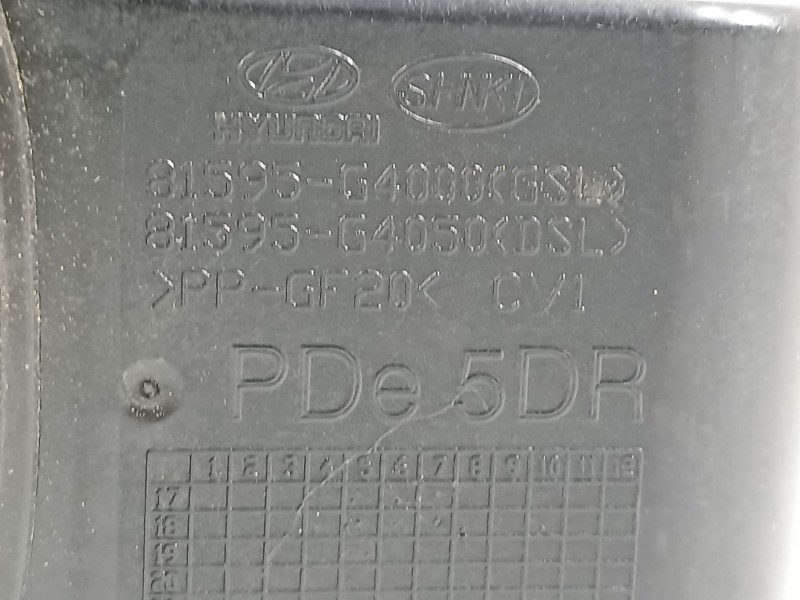 HYUNDAI SHNKI
81595-G4000(GSL)
81595-G4050(DSL)
>PP-GF20< CV1
PDe 5DR
1 2 3 4 5 6 7 8 9 10 11 12
17
18
19